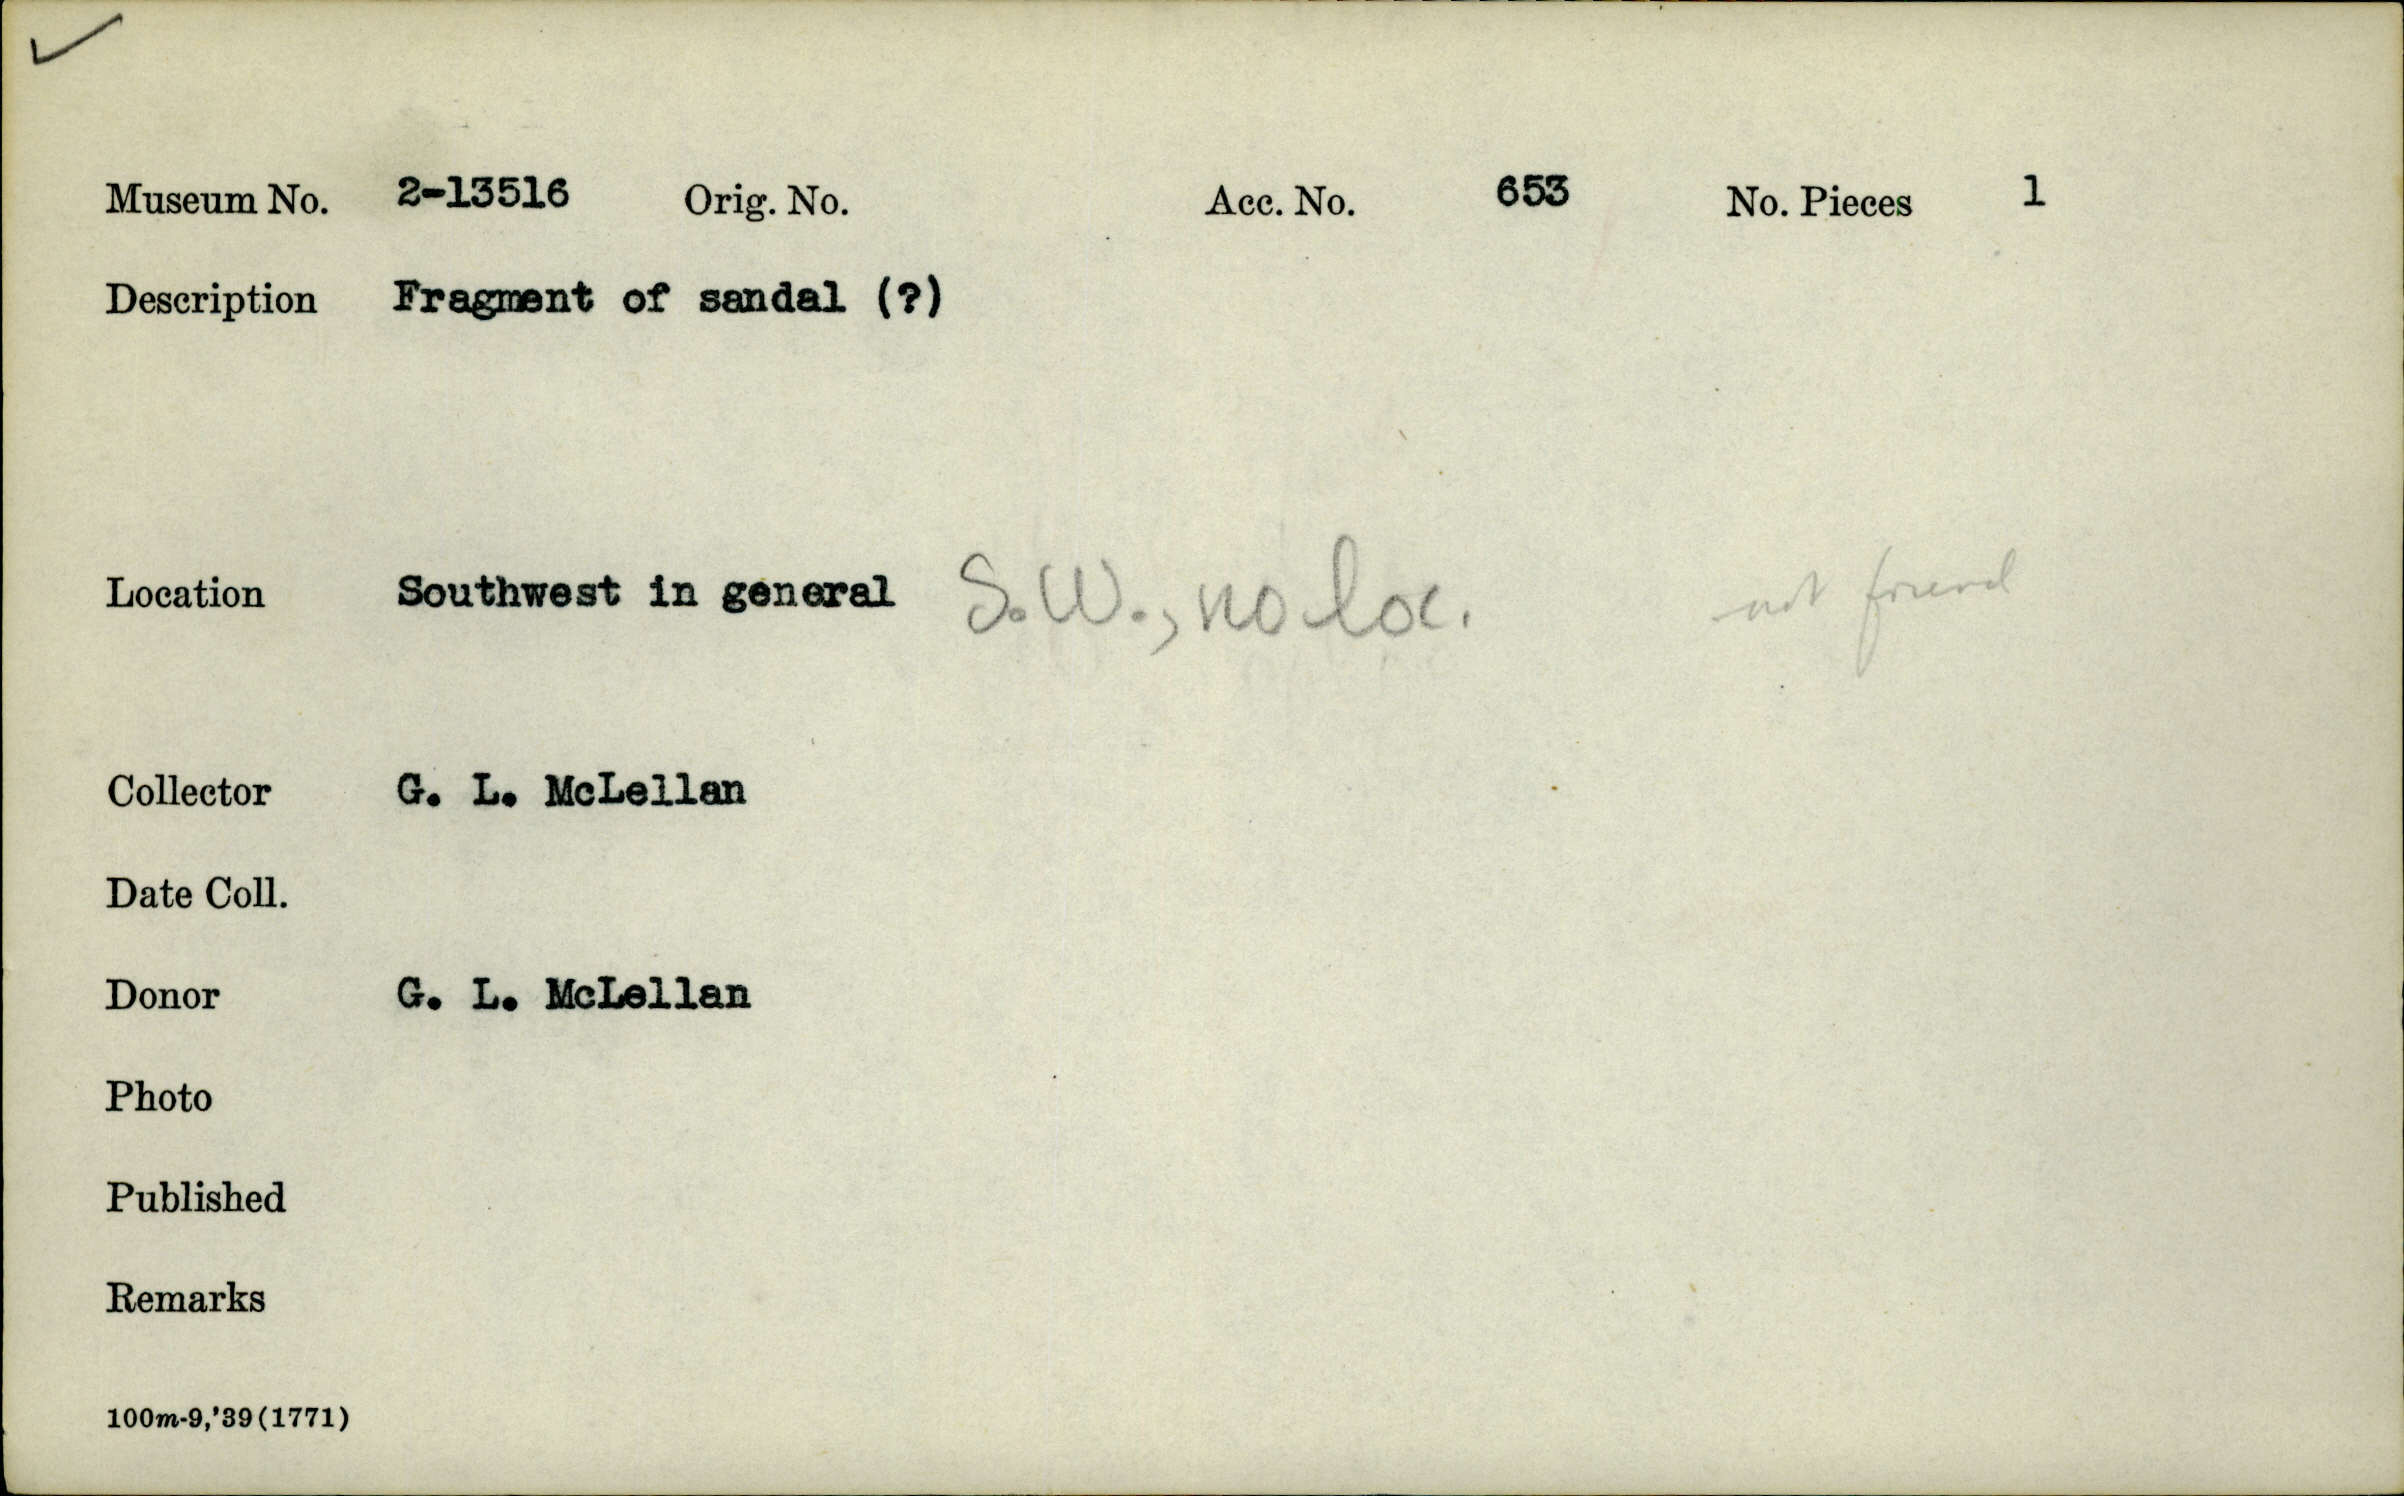 Museum No. 2-13516 Orig. No. Acc. No. 653 No. Pieces 1
Description Fragment of sandal (?)
Location Southwest in general S.W., no loc. not found
Collector G. L. McLellan
Date Coll.
Donor G. L. McLellan
Photo
Published
Remarks
100m-9,'39(1771)